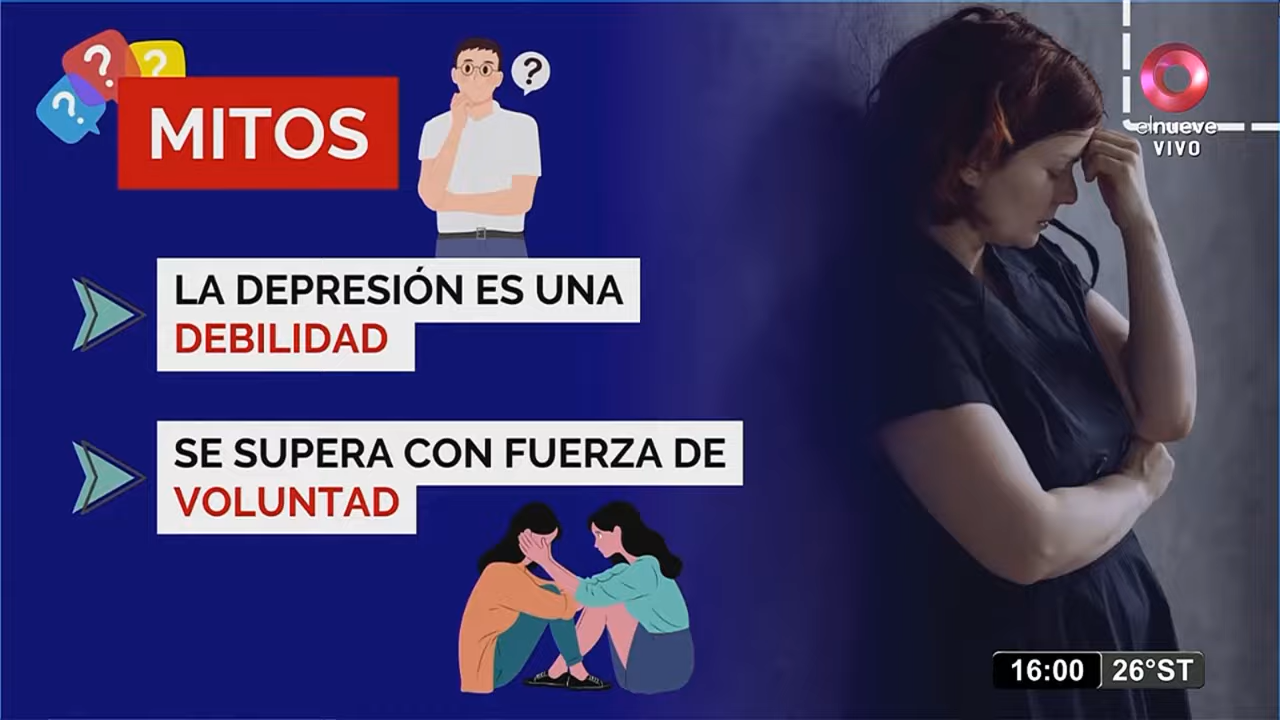 ? ? ?
MITOS
?
LA DEPRESIÓN ES UNA
DEBILIDAD
SE SUPERA CON FUERZA DE
VOLUNTAD
elnueve
VIVO
16:00 26°ST